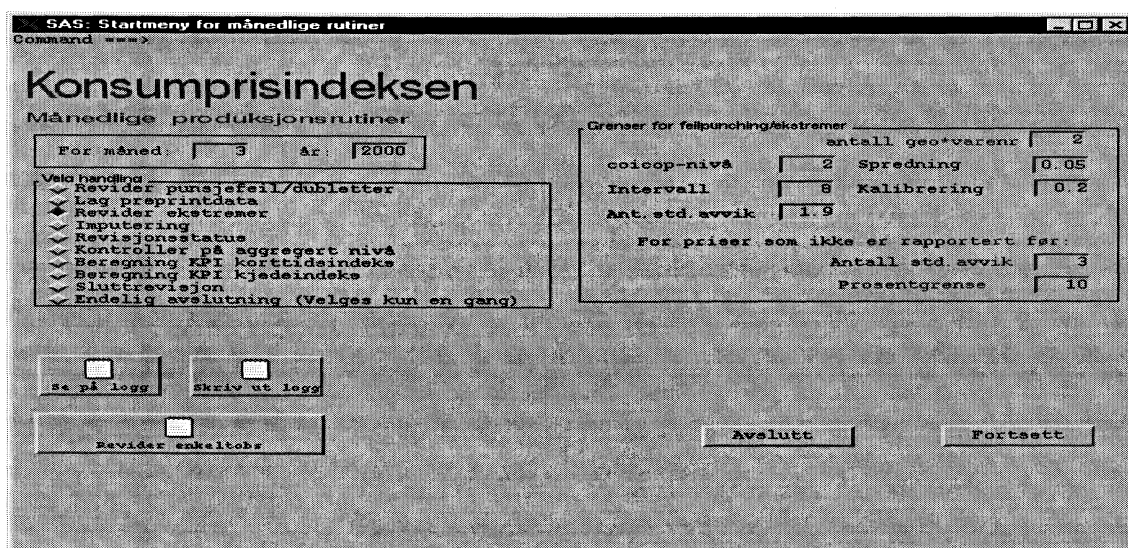 SAS: Startmeny for månedlige rutiner
Command ===>
Konsumprisindeksen
Månedlige produksjonsrutiner
For måned: 3 år: 2000
Velg handling
Revider punsjefeil/dubletter
Lag preprintdata
Revider ekstremer
Imputering
Revisjonsstatus
Kontroller på aggregert nivå
Beregning KPI korttidsindeks
Beregning KPI kjedeindeks
Sluttrevisjon
Endelig avslutning (Velges kun en gang)
Grenser for feilpunching/ekstremer
antall geo*varenr 2
coicop-nivå 2 Spredning 0.05
Intervall 8 Kalibrering 0.2
Ant.std.avvik 1.9
For priser som ikke er rapportert før:
Antall std.avvik 3
Prosentgrense 10
Se på logg Skriv ut logg
Revider enkeltobs
Avslutt Fortsett